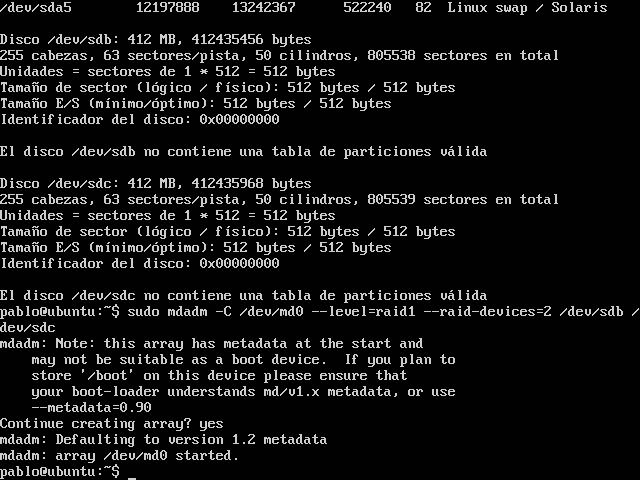 /dev/sda5        12197888    13242367      522240   82  Linux swap / Solaris

Disco /dev/sdb: 412 MB, 412435456 bytes
255 cabezas, 63 sectores/pista, 50 cilindros, 805538 sectores en total
Unidades = sectores de 1 * 512 = 512 bytes
Tamaño de sector (lógico / físico): 512 bytes / 512 bytes
Tamaño E/S (mínimo/óptimo): 512 bytes / 512 bytes
Identificador del disco: 0x00000000

El disco /dev/sdb no contiene una tabla de particiones válida

Disco /dev/sdc: 412 MB, 412435968 bytes
255 cabezas, 63 sectores/pista, 50 cilindros, 805539 sectores en total
Unidades = sectores de 1 * 512 = 512 bytes
Tamaño de sector (lógico / físico): 512 bytes / 512 bytes
Tamaño E/S (mínimo/óptimo): 512 bytes / 512 bytes
Identificador del disco: 0x00000000

El disco /dev/sdc no contiene una tabla de particiones válida
pablo@ubuntu:~$ sudo mdadm -C /dev/md0 --level=raid1 --raid-devices=2 /dev/sdb /
dev/sdc
mdadm: Note: this array has metadata at the start and
    may not be suitable as a boot device.  If you plan to
    store '/boot' on this device please ensure that
    your boot-loader understands md/v1.x metadata, or use
    --metadata=0.90
Continue creating array? yes
mdadm: Defaulting to version 1.2 metadata
mdadm: array /dev/md0 started.
pablo@ubuntu:~$ _